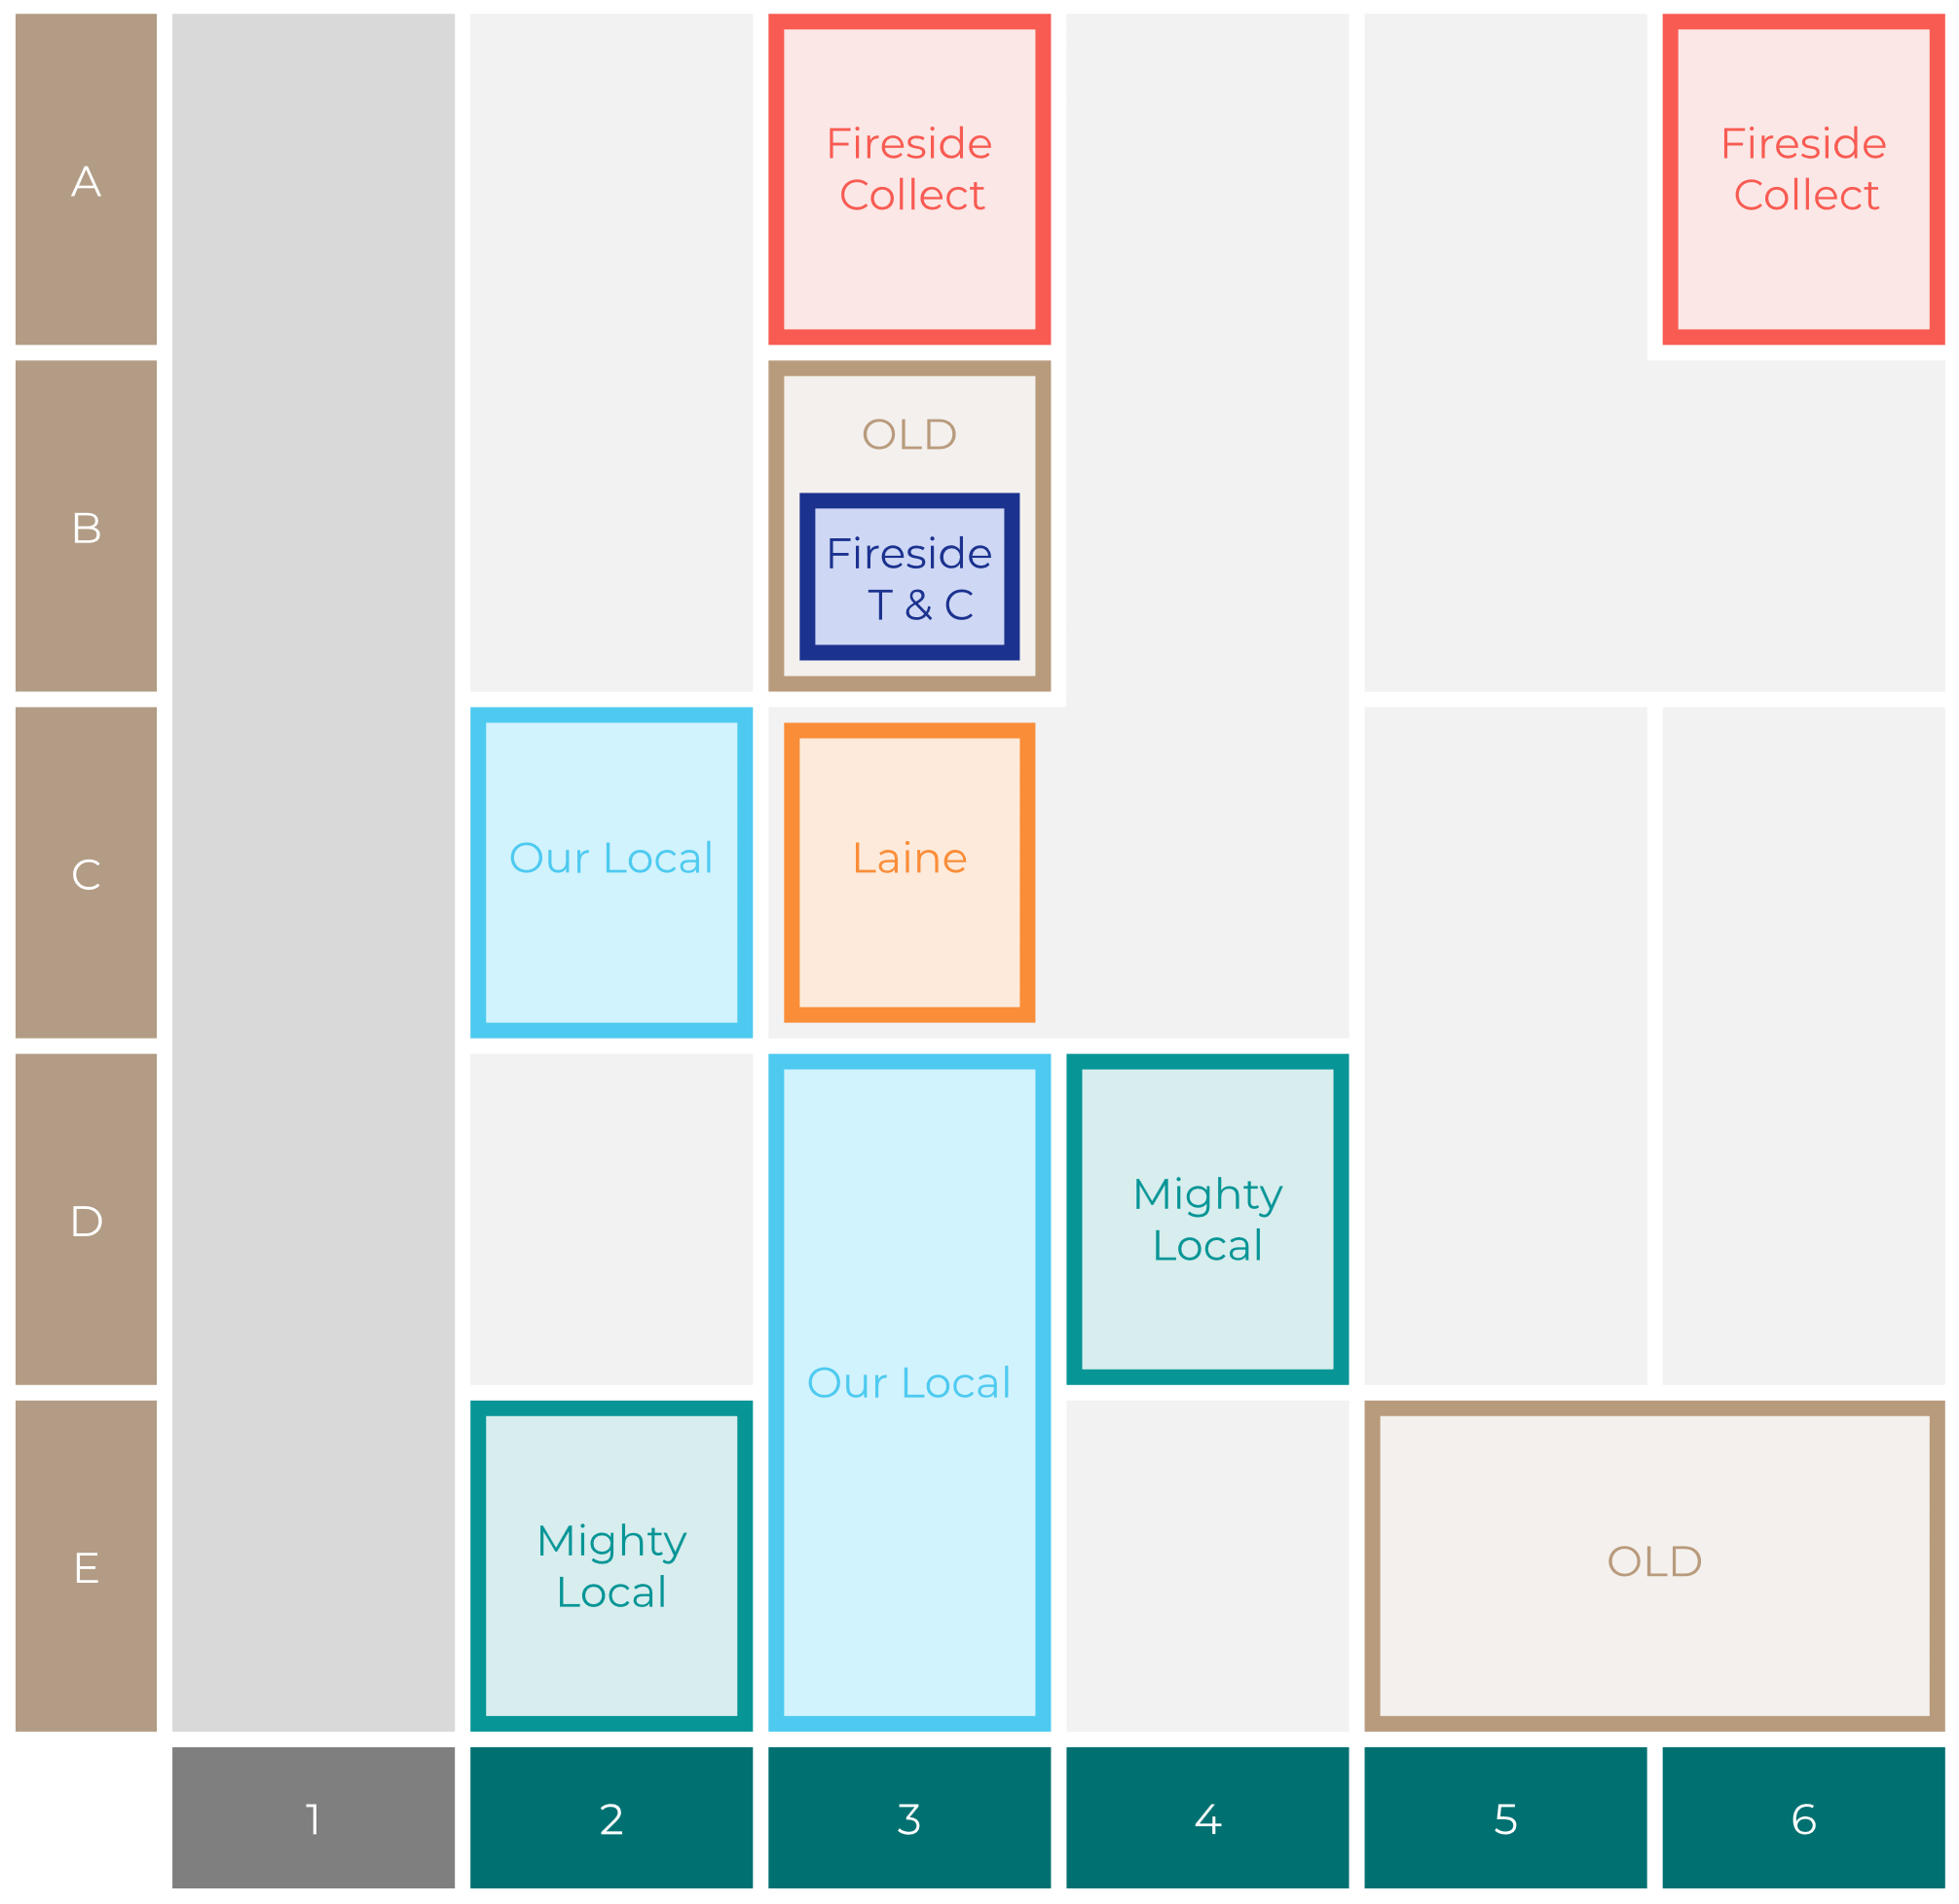 A
Fireside
Collect
Fireside
Collect
B
OLD
Fireside
T & C
C
Our Local
Laine
D
Mighty
Local
Our Local
E
Mighty
Local
OLD
1
2
3
4
5
6